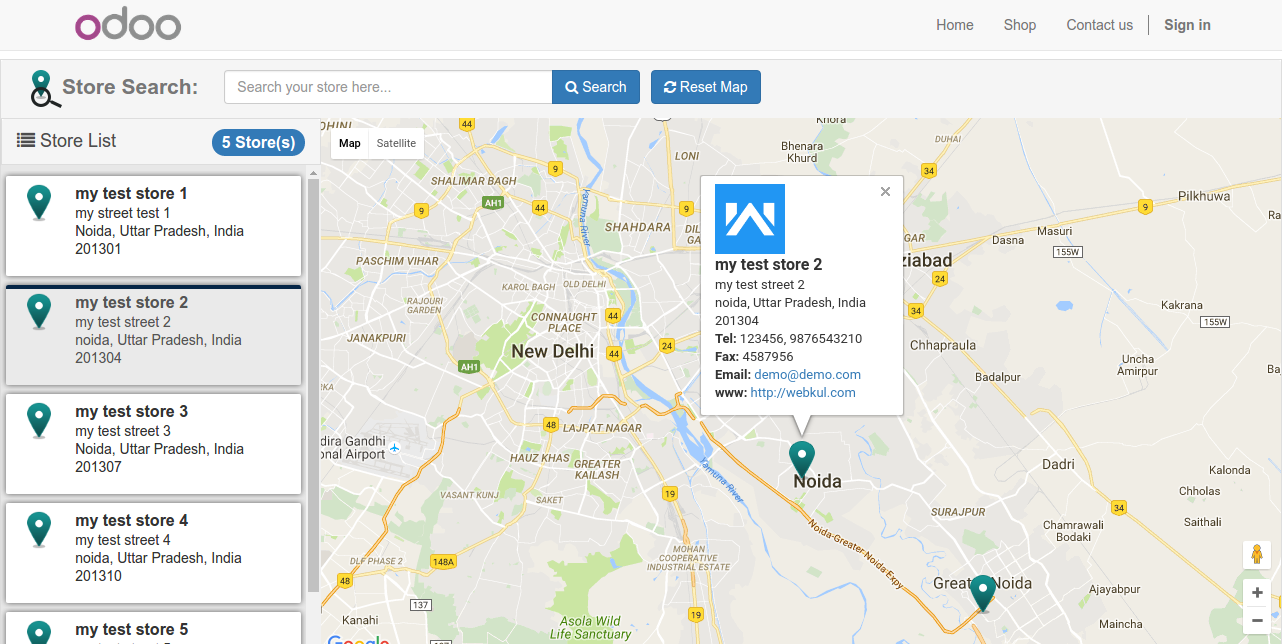 odoo
Home
Shop
Contact us
Sign in
Store Search:
Search your store here...
Search
Reset Map
Store List
5 Store(s)
my test store 1
my street test 1
Noida, Uttar Pradesh, India
201301
my test store 2
my test street 2
noida, Uttar Pradesh, India
201304
my test store 3
my test street 3
Noida, Uttar Pradesh, India
201307
my test store 4
my test street 4
noida, Uttar Pradesh, India
201310
my test store 5
Map
Satellite
my test store 2
my test street 2
noida, Uttar Pradesh, India
201304
Tel: 123456, 9876543210
Fax: 4587956
Email: demo@demo.com
www: http://webkul.com
44
Khora
LONI
Bhenara
Khurd
DUHAI
34
9
SHALIMAR BAGH
AH1
44
9
9
Yamuna River
SHAHDARA
Pilkhuwa
9
Masuri
Dasna
155W
PASCHIM VIHAR
ziabad
24
KAROL BAGH
OLD DELHI
RAJOURI
GARDEN
CONNAUGHT
PLACE
44
34
Kakrana
155W
JANAKPURI
New Delhi
44
24
Chhapraula
Uncha
Amirpur
AH1
Badalpur
48
LAJPAT NAGAR
dira Gandhi
onal Airport
HAUZ KHAS
GREATER
KAILASH
Yamuna River
Noida
Dadri
Kalonda
VASANT KUNJ
SAKET
19
Chholas
34
SURAJPUR
Saithali
Chamrawali
Bodaki
Noida-Greater Noida Expy
DLF PHASE 2
148A
MOHAN
COOPERATIVE
INDUSTRIAL ESTATE
48
Ajayabpur
137
19
Kanahi
Asola Wild
Life Sanctuary
Maincha
Google